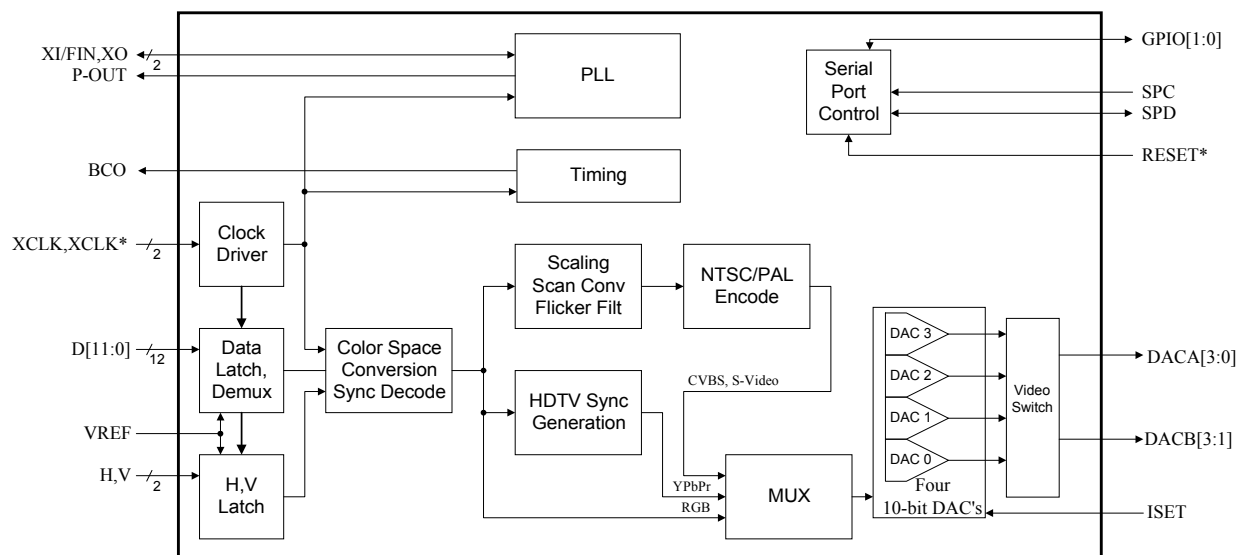 XI/FIN,XO
2
P-OUT
PLL
GPIO[1:0]
Serial
Port
Control
SPC
SPD
RESET*
BCO
Timing
XCLK,XCLK*
2
Clock
Driver
Scaling
Scan Conv
Flicker Filt
NTSC/PAL
Encode
D[11:0]
12
Data
Latch,
Demux
Color Space
Conversion
Sync Decode
HDTV Sync
Generation
CVBS, S-Video
DAC 3
DAC 2
DAC 1
DAC 0
Four
10-bit DAC's
Video
Switch
DACA[3:0]
DACB[3:1]
VREF
H,V
2
H,V
Latch
YPbPr
RGB
MUX
ISET